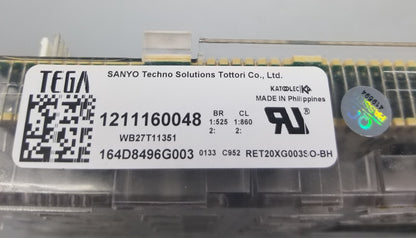 TEGA
SANYO Techno Solutions Tottori Co., Ltd.
KATOLEC
MADE IN Philippines
1211160048
BR CL
1:525 1:860
2: 2:
WB27T11351
164D8496G003 0133 C952 RET20XG003SO-BH